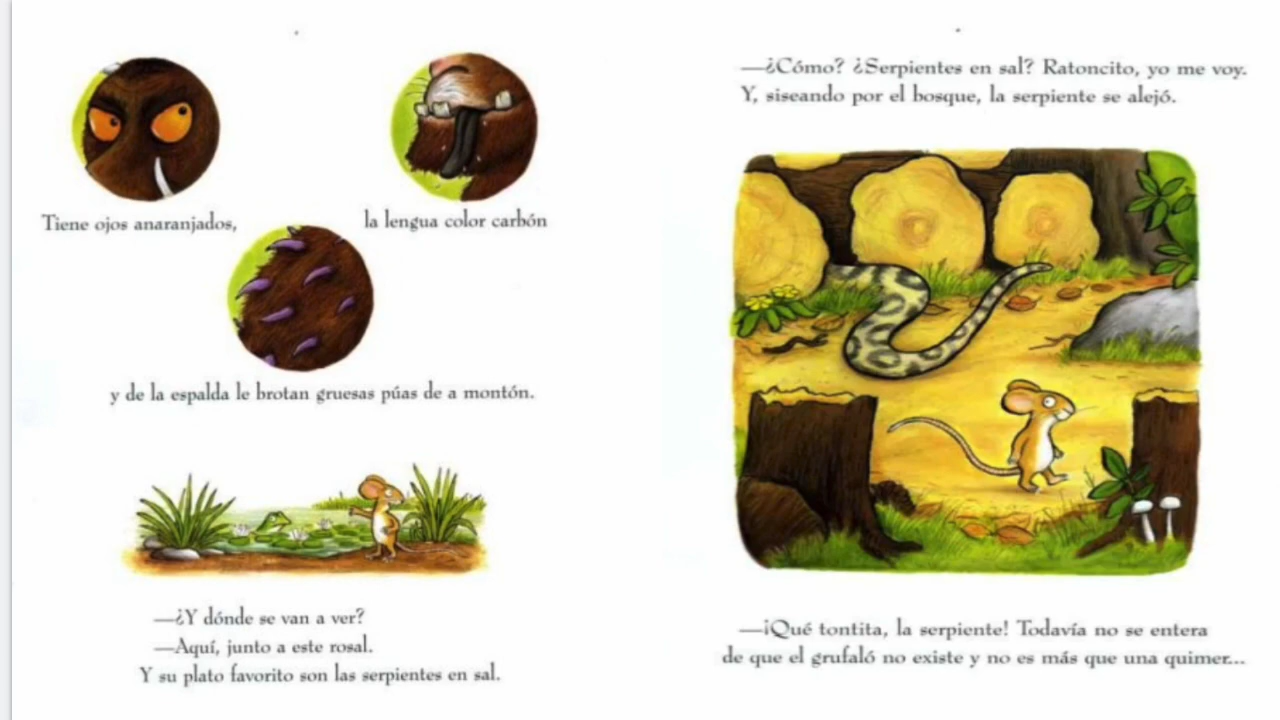 Tiene ojos anaranjados,
la lengua color carbón
y de la espalda le brotan gruesas púas de a montón.
—¿Y dónde se van a ver?
—Aquí, junto a este rosal.
Y su plato favorito son las serpientes en sal.
—¿Cómo? ¿Serpientes en sal? Ratoncito, yo me voy.
Y, siseando por el bosque, la serpiente se alejó.
—¡Qué tontita, la serpiente! Todavía no se entera
de que el grufaló no existe y no es más que una quimer...